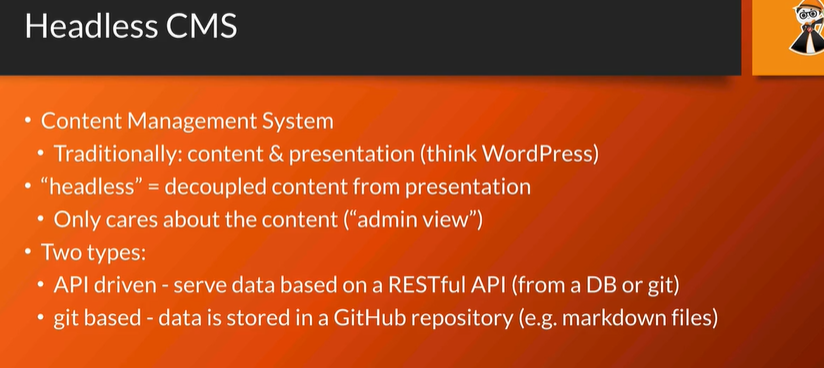 Headless CMS
• Content Management System
• Traditionally: content & presentation (think WordPress)
• “headless” = decoupled content from presentation
• Only cares about the content (“admin view”)
• Two types:
• API driven - serve data based on a RESTful API (from a DB or git)
• git based - data is stored in a GitHub repository (e.g. markdown files)